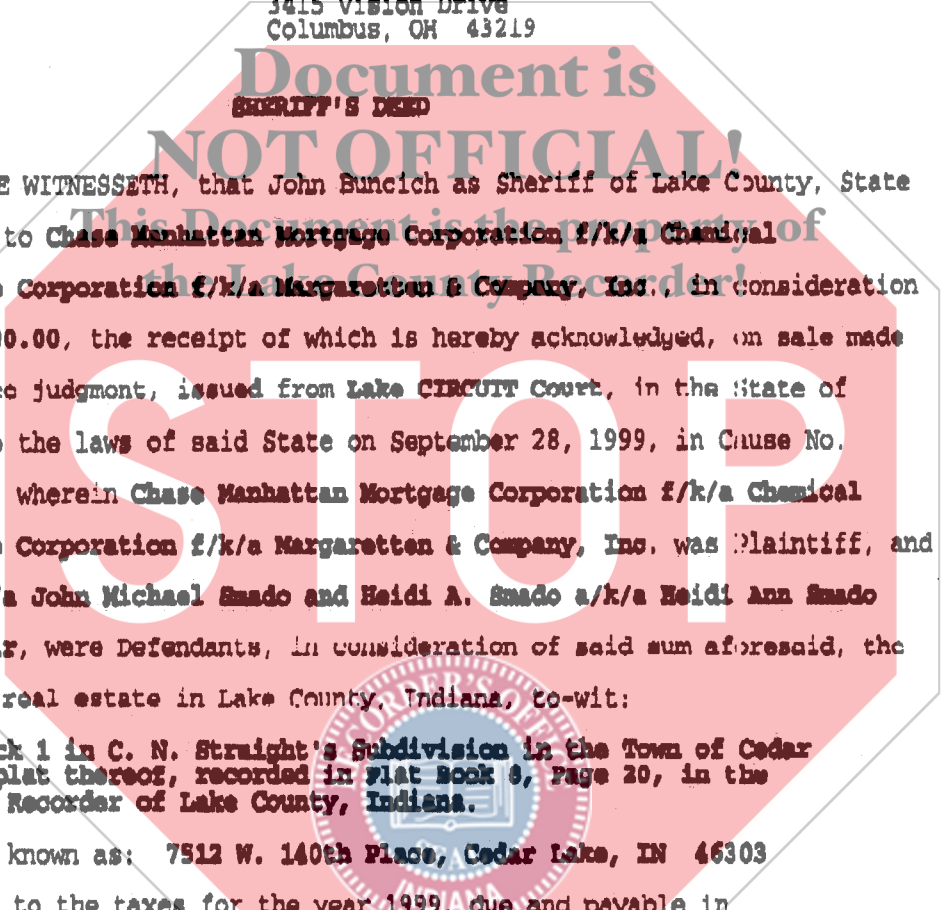 3415 Vision Drive
Columbus, OH 43219
Document is
SHERIFF'S DEED
NOT OFFICIAL!
E WITNESSETH, that John Buncich as Sheriff of Lake County, State
This Document is the property of
to Chase Manhattan Mortgage Corporation f/k/a Chemical
the Lake County Recorder!
Corporation f/k/a Margaretten & Company, Inc., in consideration
0.00, the receipt of which is hereby acknowledged, on sale made
judgment, issued from Lake CIRCUIT Court, in the State of
STOP
the laws of said State on September 28, 1999, in Cause No.
wherein Chase Manhattan Mortgage Corporation f/k/a Chemical
Corporation f/k/a Margaretten & Company, Inc. was Plaintiff, and
a John Michael Smado and Heidi A. Smado a/k/a Heidi Ann Smado
r, were Defendants, in consideration of said sum aforesaid, the
real estate in Lake County, Indiana, to-wit:
RECORDER'S OFFICE
ck 1 in C. N. Straight's Subdivision in the Town of Cedar
plat thereof, recorded in Plat Book 8, Page 20, in the
Recorder of Lake County, Indiana.
known as: 7512 W. 140th Place, Cedar Lake, IN 46303
SEAL
INDIANA
to the taxes for the year 1999, due and payable in